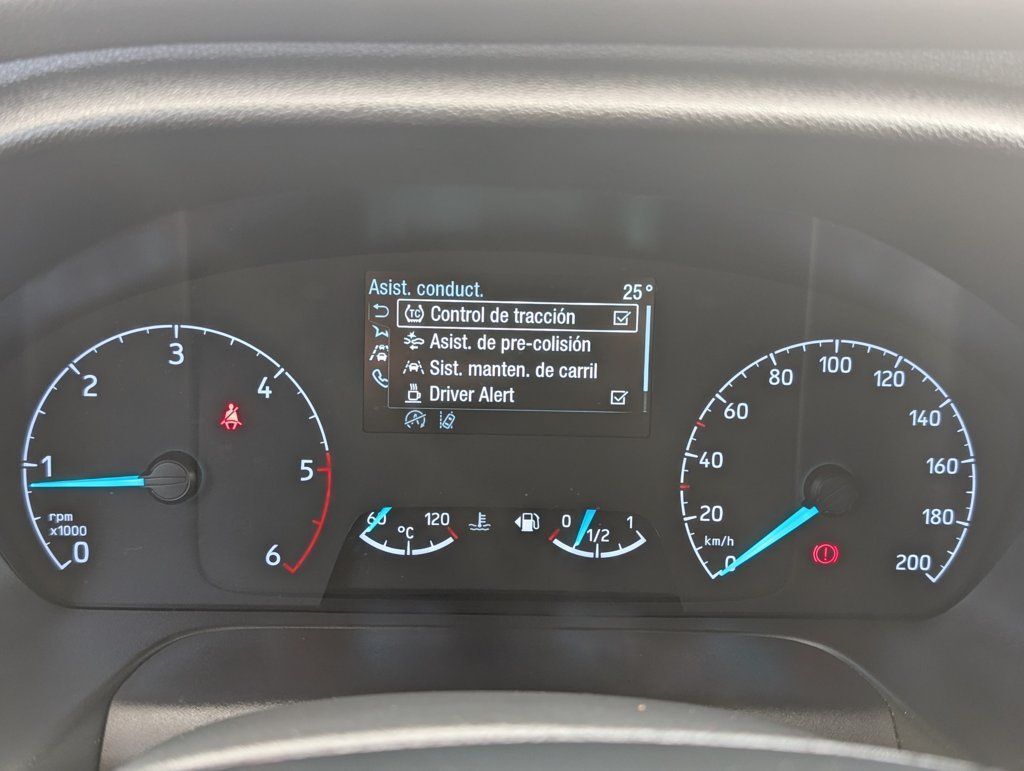 Asist. conduct. 25°
TC Control de tracción
Asist. de pre-colisión
Sist. manten. de carril
Driver Alert
A
0
1
2
3
4
5
6
rpm
x1000
60
120
°C
0
1/2
1
0
20
40
60
80
100
120
140
160
180
200
km/h